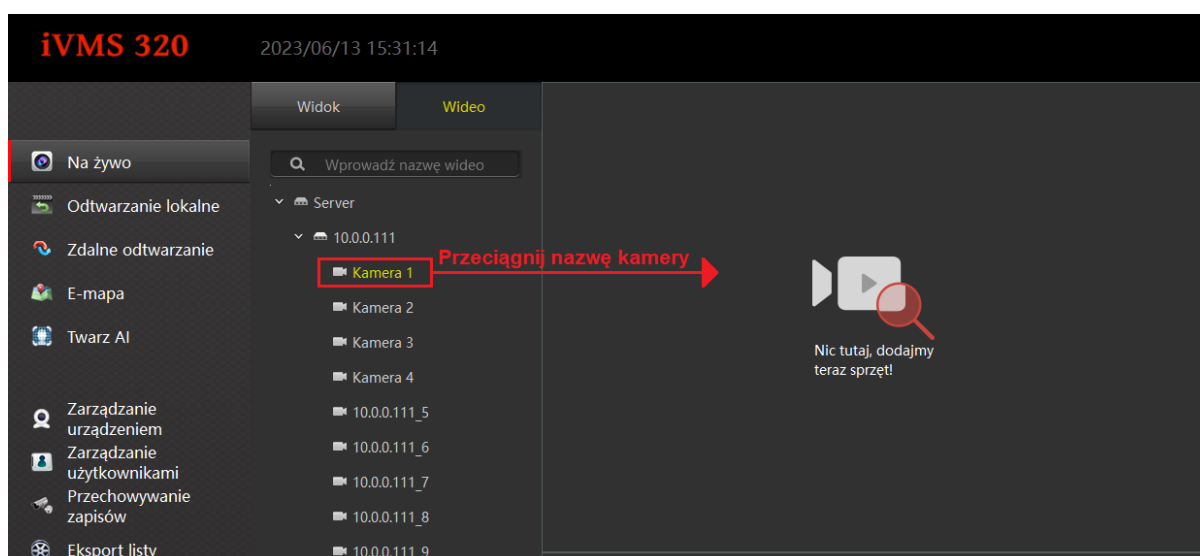 iVMS 320
2023/06/13 15:31:14
Widok
Wideo
Na żywo
Odtwarzanie lokalne
Zdalne odtwarzanie
E-mapa
Twarz AI
Zarządzanie
urządzeniem
Zarządzanie
użytkownikami
Przechowywanie
zapisów
Eksport listy
Wprowadź nazwę wideo
Server
10.0.0.111
Kamera 1
Kamera 2
Kamera 3
Kamera 4
10.0.0.111_5
10.0.0.111_6
10.0.0.111_7
10.0.0.111_8
10.0.0.111_9
Przeciągnij nazwę kamery
Nic tutaj, dodajmy
teraz sprzęt!